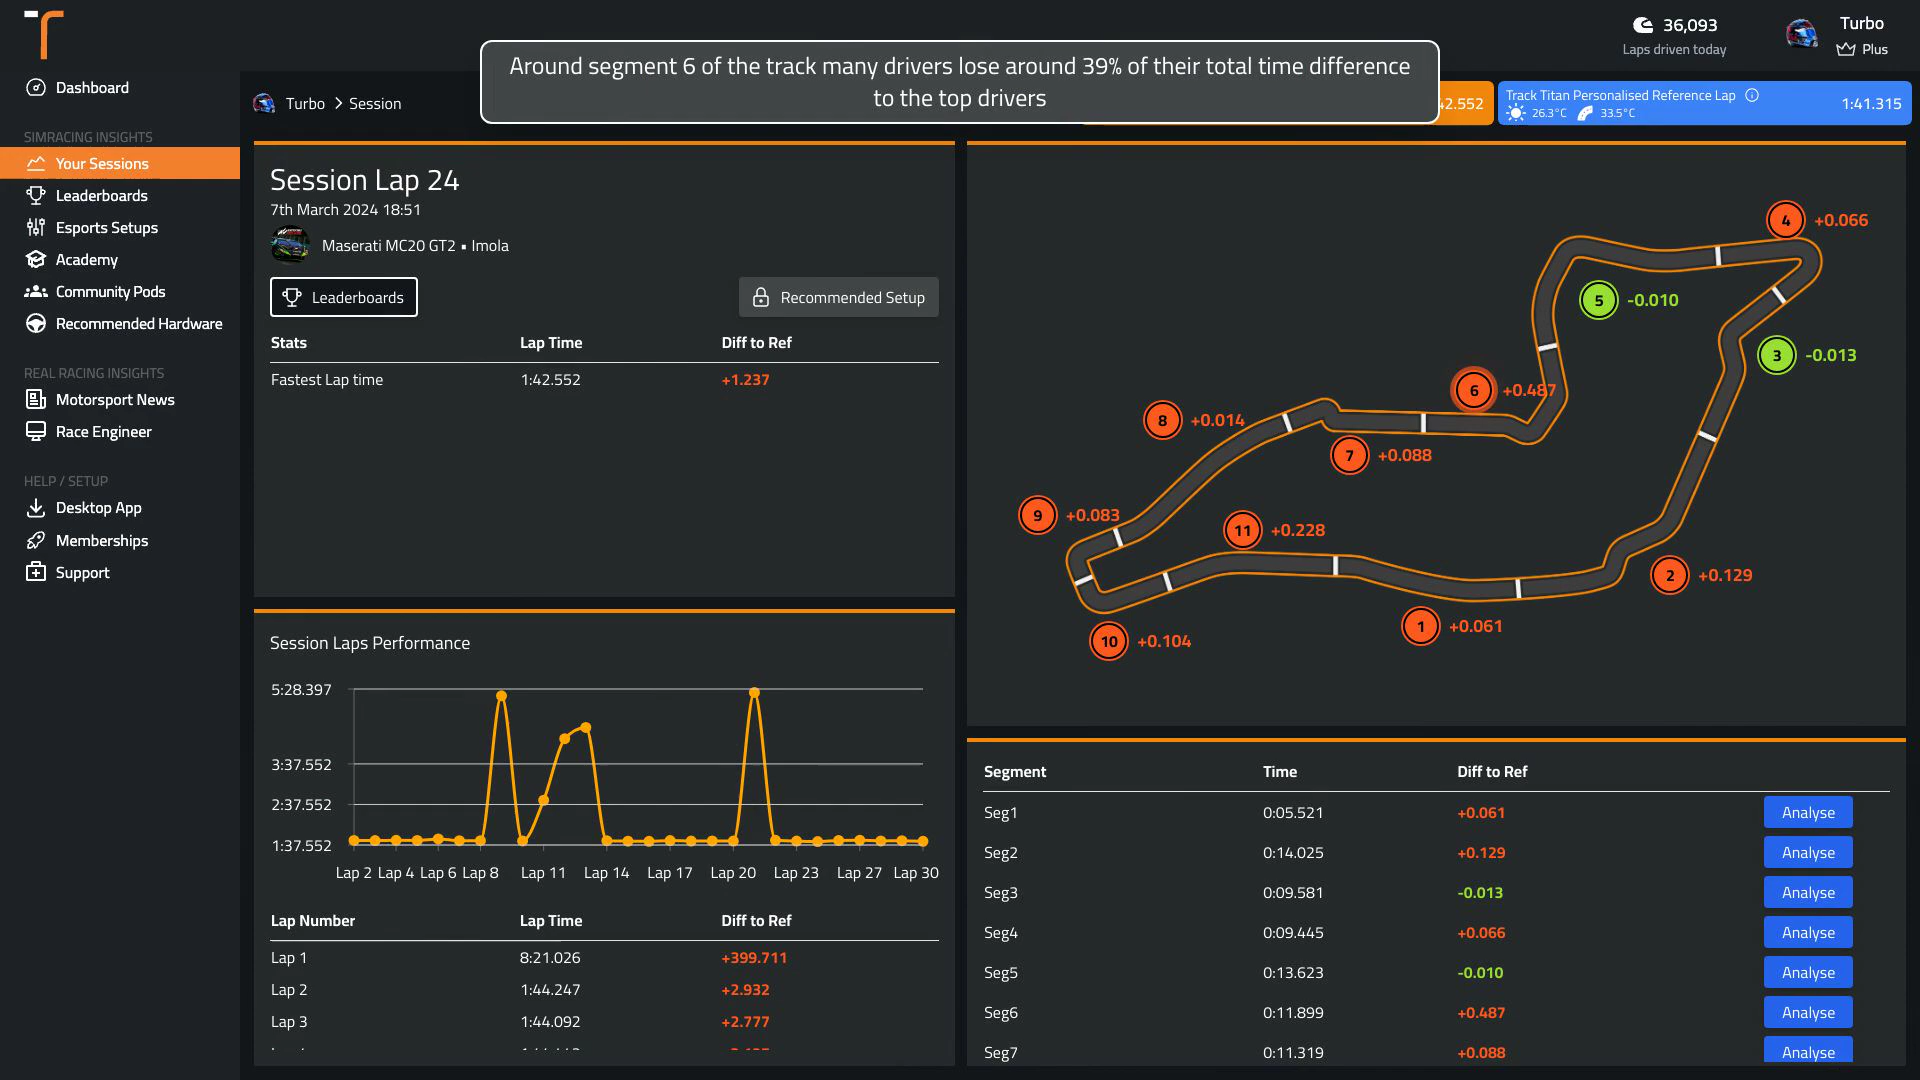 36,093
Laps driven today
Turbo
Plus
Around segment 6 of the track many drivers lose around 39% of their total time difference
to the top drivers
Dashboard
SIMRACING INSIGHTS
Your Sessions
Leaderboards
Esports Setups
Academy
Community Pods
Recommended Hardware
REAL RACING INSIGHTS
Motorsport News
Race Engineer
HELP / SETUP
Desktop App
Memberships
Support
Turbo > Session
2.552
Track Titan Personalised Reference Lap
26.3°C 33.5°C
1:41.315
Session Lap 24
7th March 2024 18:51
Maserati MC20 GT2 • Imola
Leaderboards
Recommended Setup
Stats Lap Time Diff to Ref
Fastest Lap time 1:42.552 +1.237
4 +0.066
5 -0.010
3 -0.013
6 +0.487
8 +0.014
7 +0.088
9 +0.083
11 +0.228
2 +0.129
1 +0.061
10 +0.104
Session Laps Performance
5:28.397
3:37.552
2:37.552
1:37.552
Lap 2 Lap 4 Lap 6 Lap 8 Lap 11 Lap 14 Lap 17 Lap 20 Lap 23 Lap 27 Lap 30
Lap Number Lap Time Diff to Ref
Lap 1 8:21.026 +399.711
Lap 2 1:44.247 +2.932
Lap 3 1:44.092 +2.777
Segment Time Diff to Ref
Seg1 0:05.521 +0.061 Analyse
Seg2 0:14.025 +0.129 Analyse
Seg3 0:09.581 -0.013 Analyse
Seg4 0:09.445 +0.066 Analyse
Seg5 0:13.623 -0.010 Analyse
Seg6 0:11.899 +0.487 Analyse
Seg7 0:11.319 +0.088 Analyse